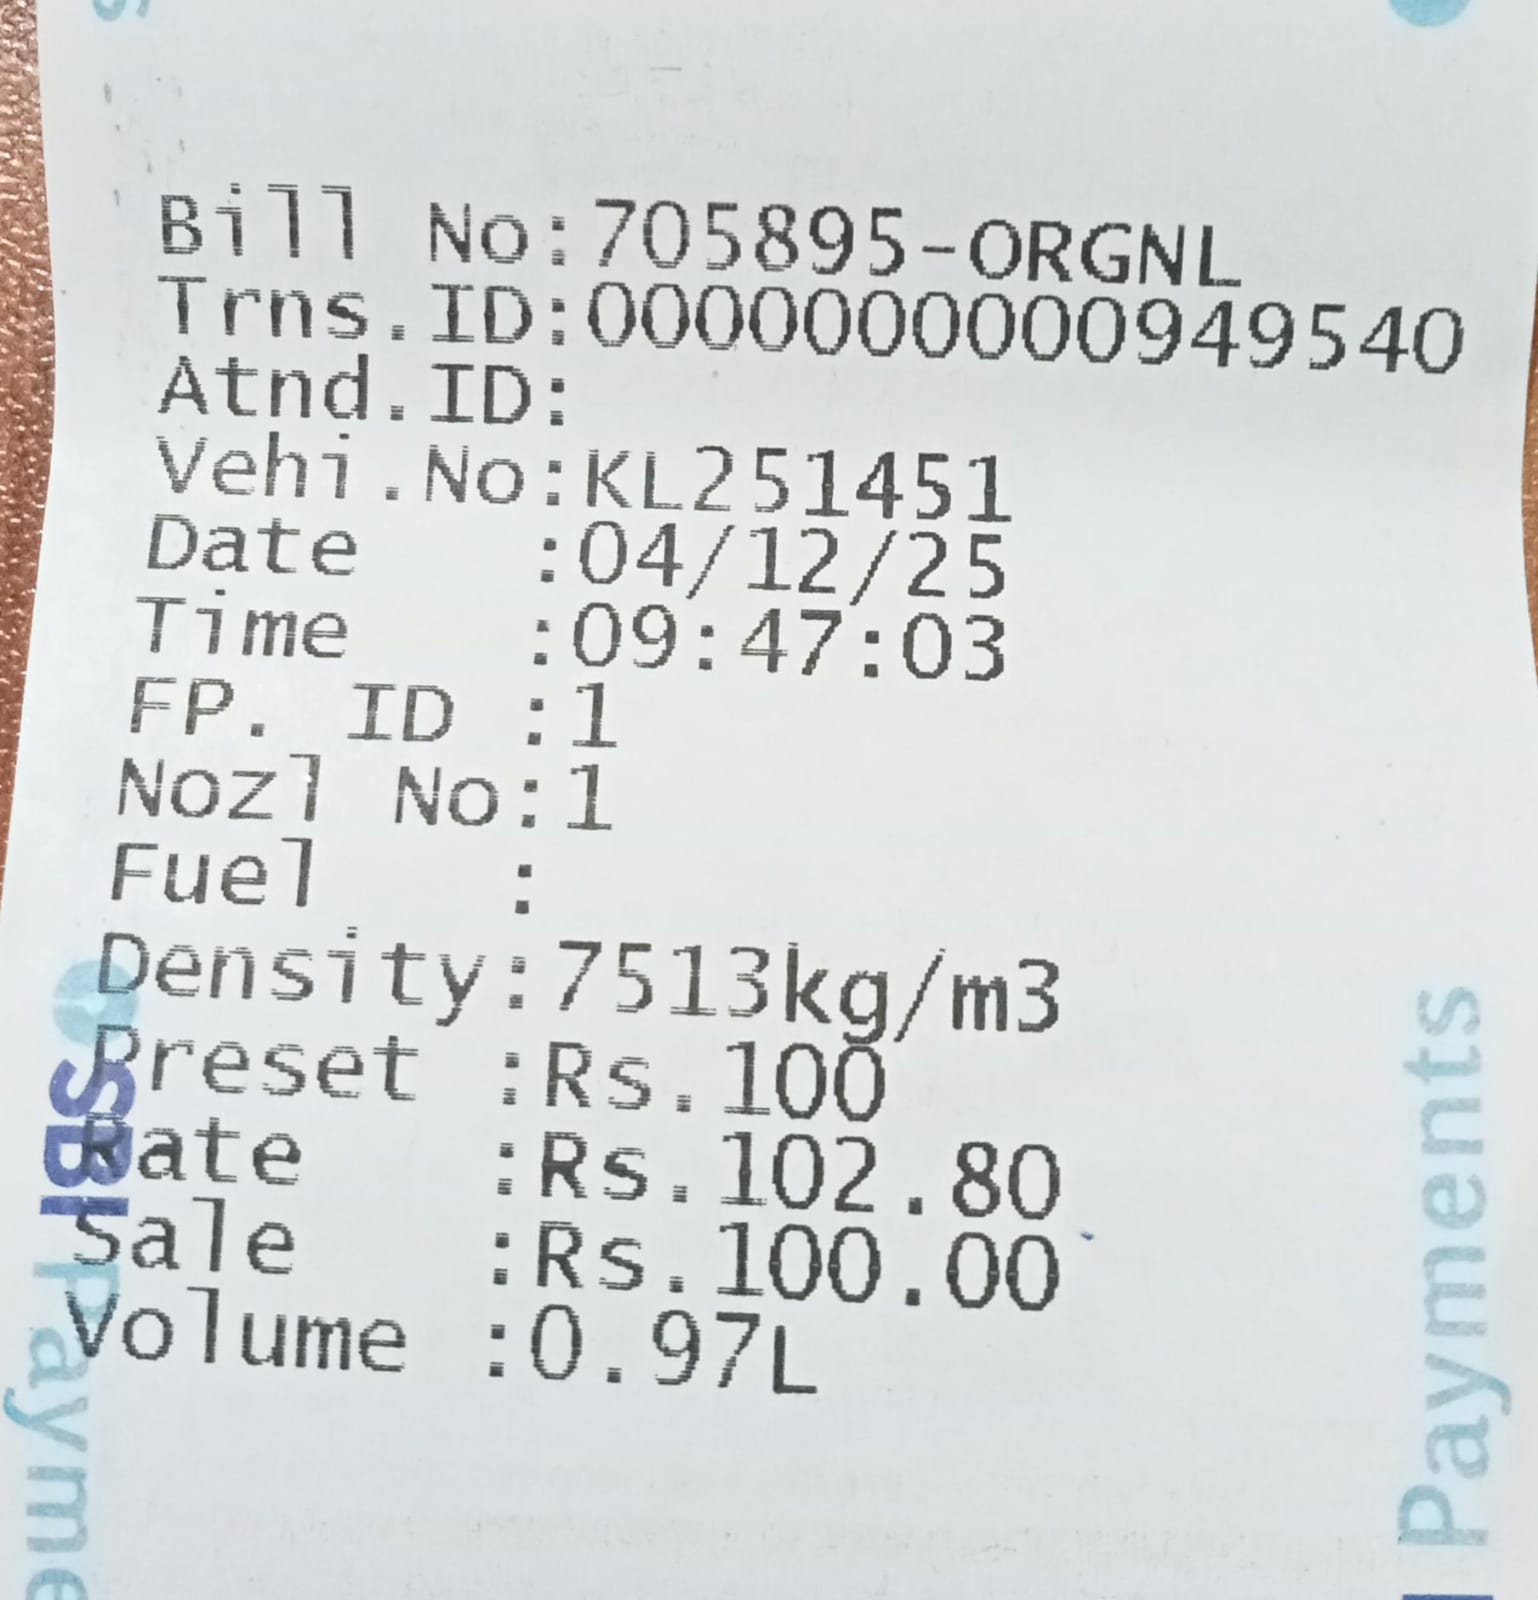 Bill No:705895-ORGNL
Trns.ID:0000000000949540
Atnd.ID:
Vehi.No:KL251451
Date   :04/12/25
Time   :09:47:03
FP. ID :1
Nozl No:1
Fuel   :
Density:7513kg/m3
Preset :Rs.100
Rate   :Rs.102.80
Sale   :Rs.100.00
Volume :0.97L
SBI Payme
Payments